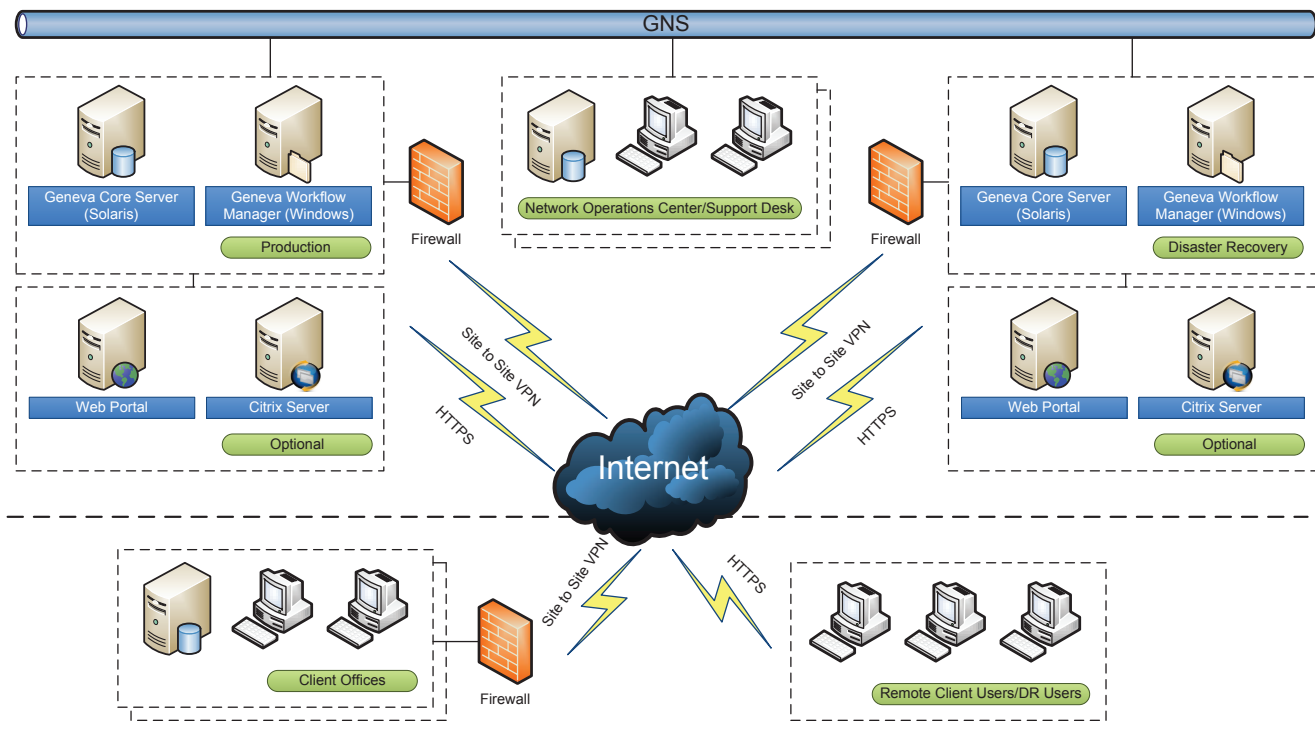 GNS
Geneva Core Server
(Solaris)
Geneva Workflow
Manager (Windows)
Production
Firewall
Network Operations Center/Support Desk
Firewall
Geneva Core Server
(Solaris)
Geneva Workflow
Manager (Windows)
Disaster Recovery
Web Portal
Citrix Server
Optional
Site to Site VPN
HTTPS
Site to Site VPN
HTTPS
Web Portal
Citrix Server
Optional
Internet
Site to Site VPN
HTTPS
Client Offices
Firewall
Remote Client Users/DR Users